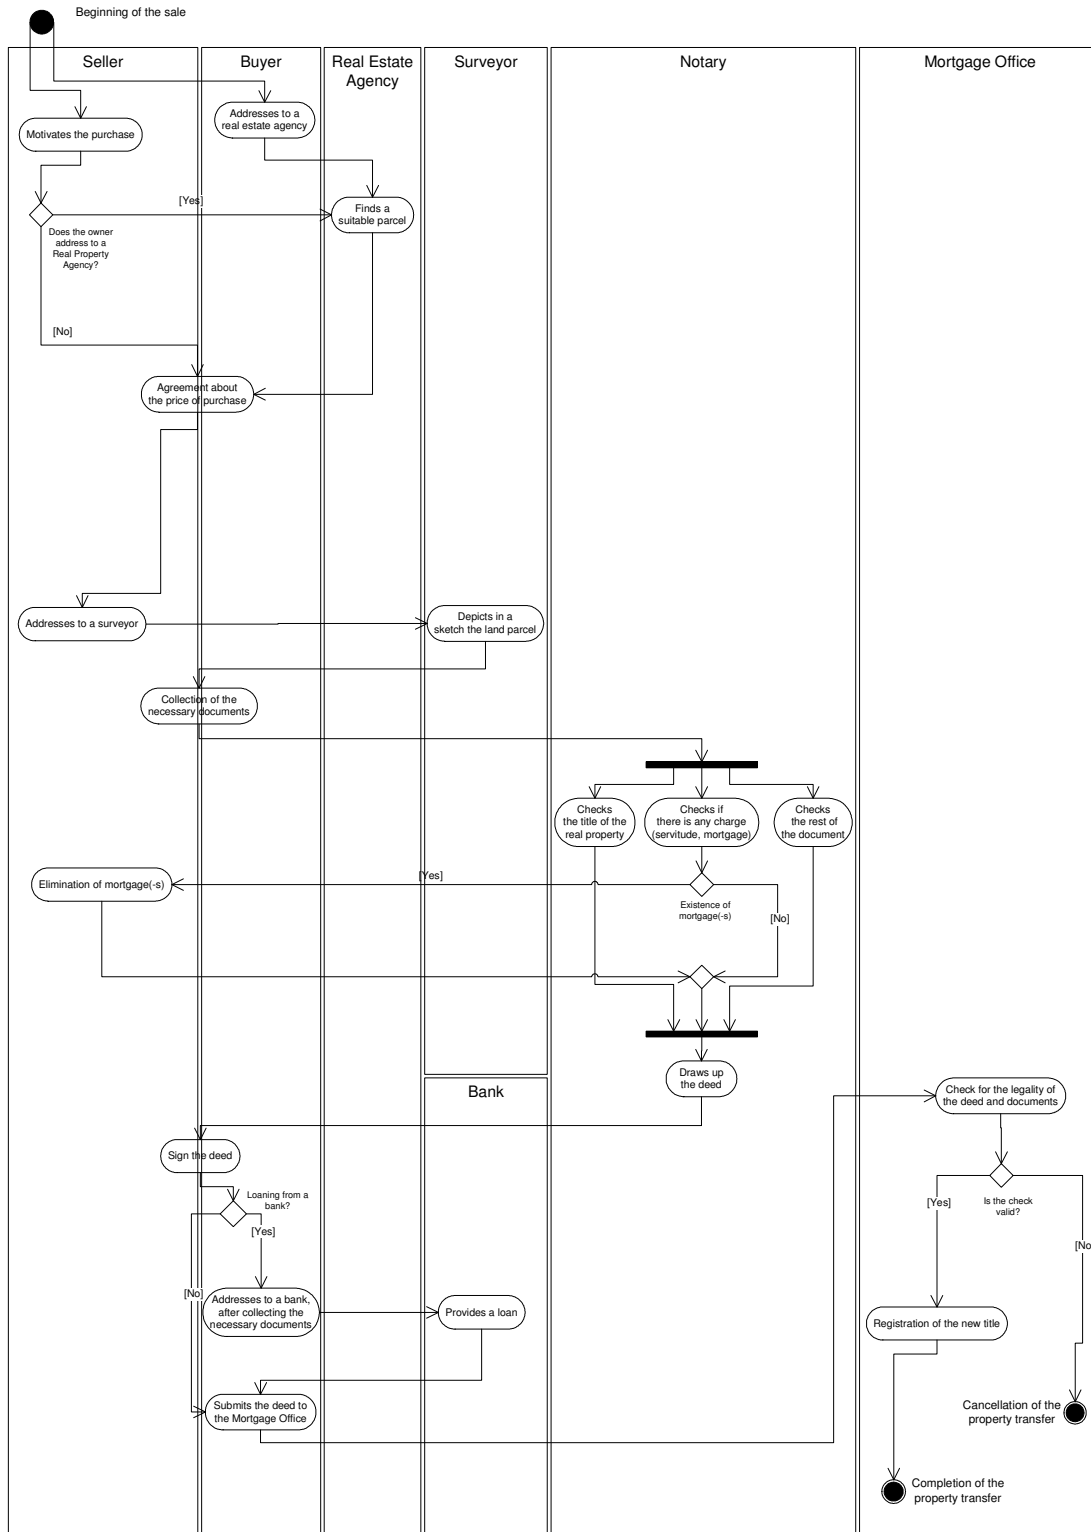 Beginning of the sale
Seller
Buyer
Real Estate
Agency
Surveyor
Notary
Mortgage Office
Motivates the purchase
Addresses to a
real estate agency
[Yes]
Finds a
suitable parcel
Does the owner
address to a
Real Property
Agency?
[No]
Agreement about
the price of purchase
Addresses to a surveyor
Depicts in a
sketch the land parcel
Collection of the
necessary documents
Checks
the title of the
real property
Checks if
there is any charge
(servitude, mortgage)
Checks
the rest of
the document
Elimination of mortgage(-s)
[Yes]
Existence of
mortgage(-s)
[No]
Draws up
the deed
Bank
Check for the legality of
the deed and documents
Sign the deed
Loaning from a
bank?
[Yes]
[No]
Is the check
valid?
[Yes]
[No
Addresses to a bank,
after collecting the
necessary documents
Provides a loan
Registration of the new title
Submits the deed to
the Mortgage Office
Cancellation of the
property transfer
Completion of the
property transfer